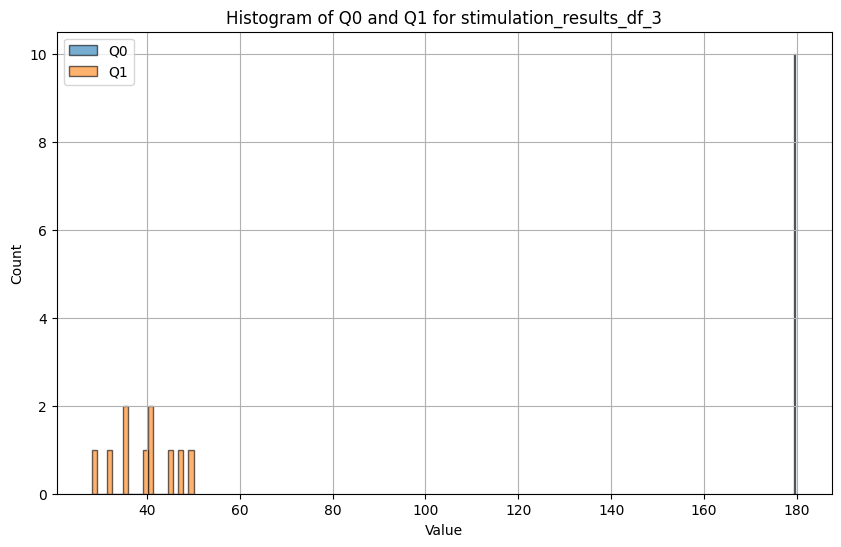 Histogram of Q0 and Q1 for stimulation_results_df_3
Q0
Q1
10
8
6
4
2
0
Count
40 60 80 100 120 140 160 180
Value